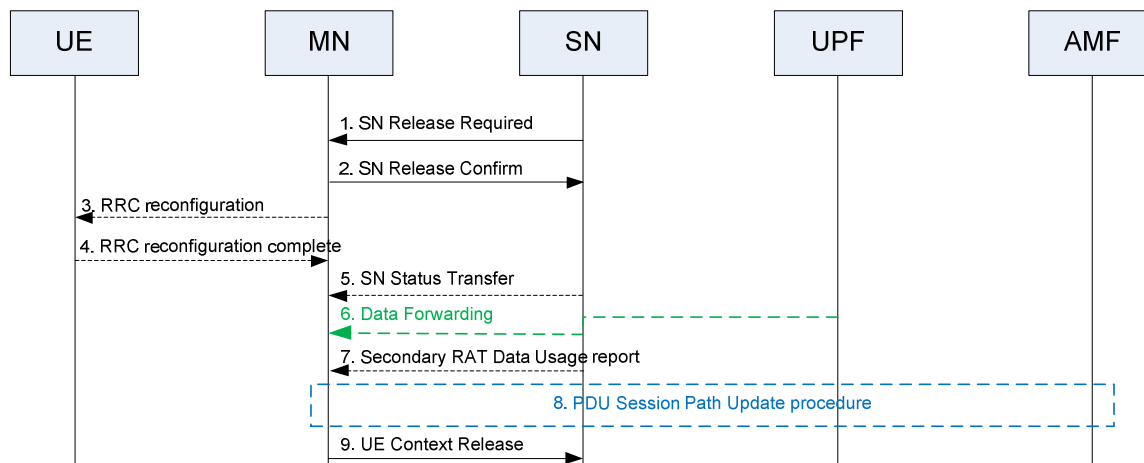 UE MN SN UPF AMF
1. SN Release Required
2. SN Release Confirm
3. RRC reconfiguration
4. RRC reconfiguration complete
5. SN Status Transfer
6. Data Forwarding
7. Secondary RAT Data Usage report
8. PDU Session Path Update procedure
9. UE Context Release